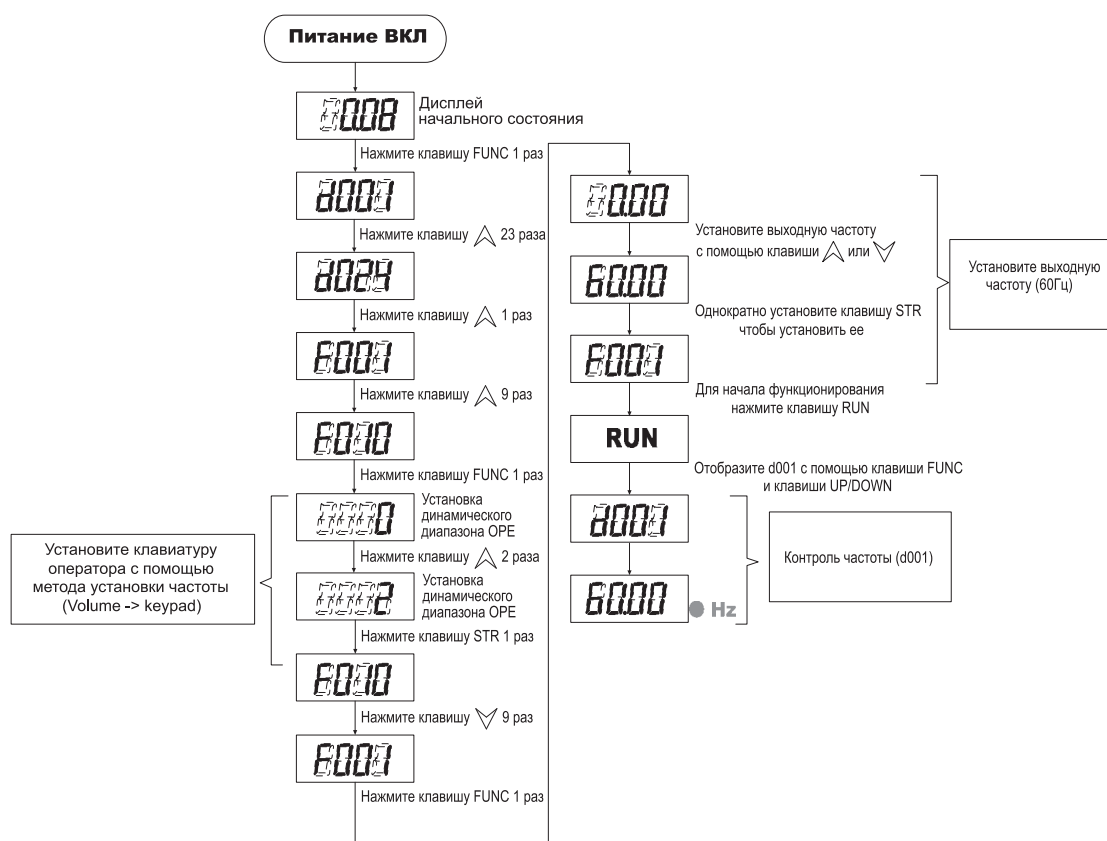 Питание ВКЛ
0.08
Дисплей
начального состояния
Нажмите клавишу FUNC 1 раз
d001
Нажмите клавишу 23 раза
d024
Нажмите клавишу 1 раз
F001
Нажмите клавишу 9 раз
F010
Нажмите клавишу FUNC 1 раз
0
Установка
динамического
диапазона OPE
Нажмите клавишу 2 раза
2
Установка
динамического
диапазона OPE
Нажмите клавишу STR 1 раз
F010
Нажмите клавишу 9 раз
F001
Нажмите клавишу FUNC 1 раз
Установите клавиатуру
оператора с помощью
метода установки частоты
(Volume -> keypad)
0.00
Установите выходную частоту
с помощью клавиши или
60.00
Однократно установите клавишу STR
чтобы установить ее
F001
Для начала функционирования
нажмите клавишу RUN
RUN
Отобразите d001 с помощью клавиши FUNC
и клавиши UP/DOWN
d001
60.00
Hz
Установите выходную
частоту (60Гц)
Контроль частоты (d001)